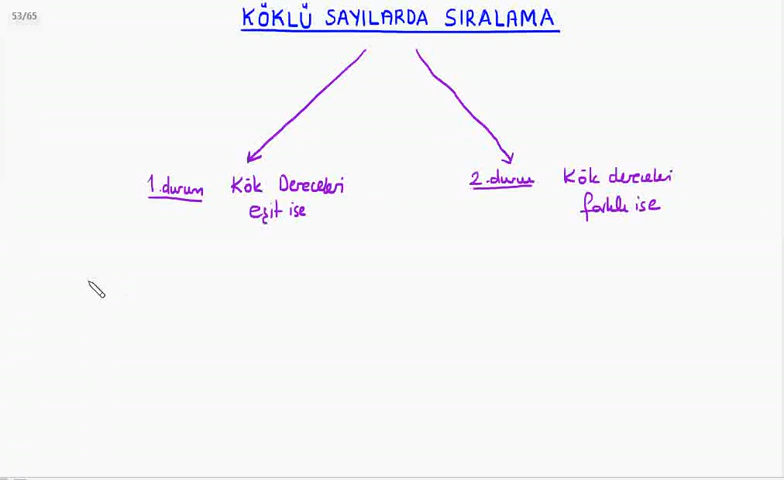 53/65
KÖKLÜ SAYILARDA SIRALAMA
1.durum Kök Dereceleri
eşit ise
2.durum Kök dereceleri
farklı ise